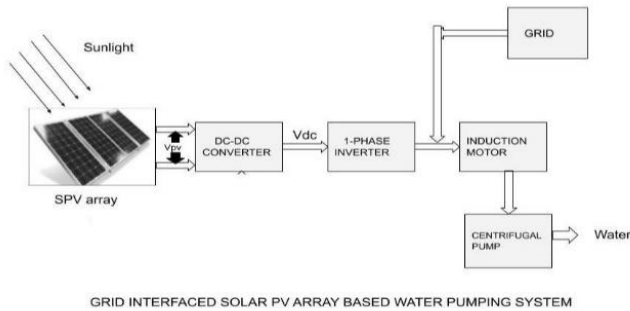 GRID
Sunlight
Vpv
DC-DC
CONVERTER
Vdc
1-PHASE
INVERTER
INDUCTION
MOTOR
SPV array
CENTRIFUGAL
PUMP
Water
GRID INTERFACED SOLAR PV ARRAY BASED WATER PUMPING SYSTEM